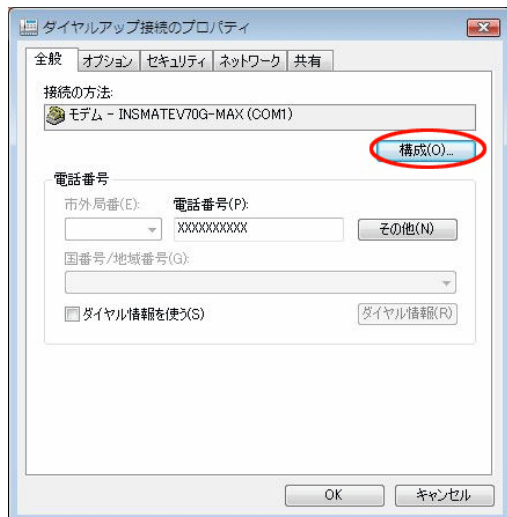 ダイヤルアップ接続のプロパティ
全般 オプション セキュリティ ネットワーク 共有
接続の方法:
モデム - INSMATEV70G-MAX (COM1)
構成(O)...
電話番号
市外局番(E): 電話番号(P):
XXXXXXXXXX その他(N)
国番号/地域番号(G):
ダイヤル情報を使う(S) ダイヤル情報(R)
OK キャンセル